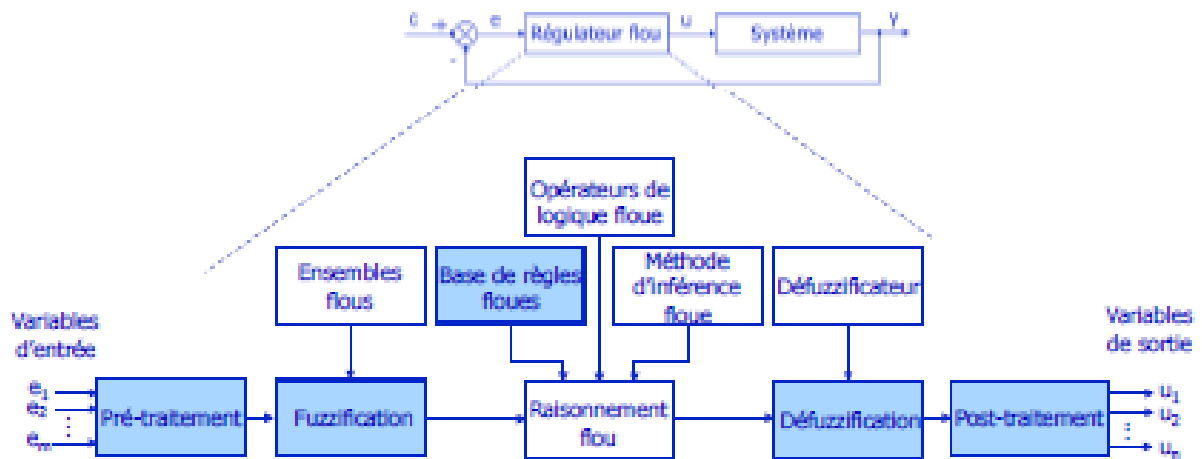 c + e Régulateur flou u Système y
-
Opérateurs de
logique floue
Ensembles
flous
Base de règles
floues
Méthode
d'inférence
floue
Défuzzificateur
Variables
d'entrée
Variables
de sortie
e1
e2
⋮
em
Pré-traitement
Fuzzification
Raisonnement
flou
Défuzzification
Post-traitement
u1
u2
⋮
un